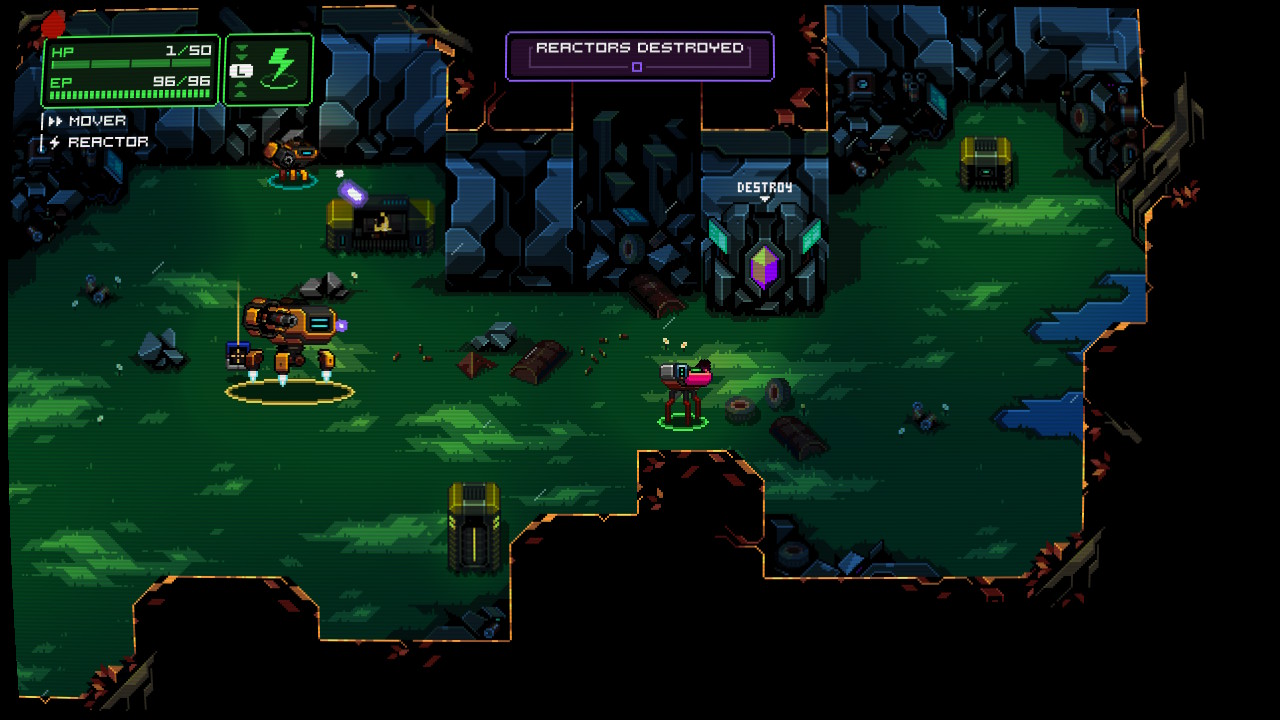 HP 1/50
EP 96/96
L
MOVER
REACTOR
REACTORS DESTROYED
DESTROY